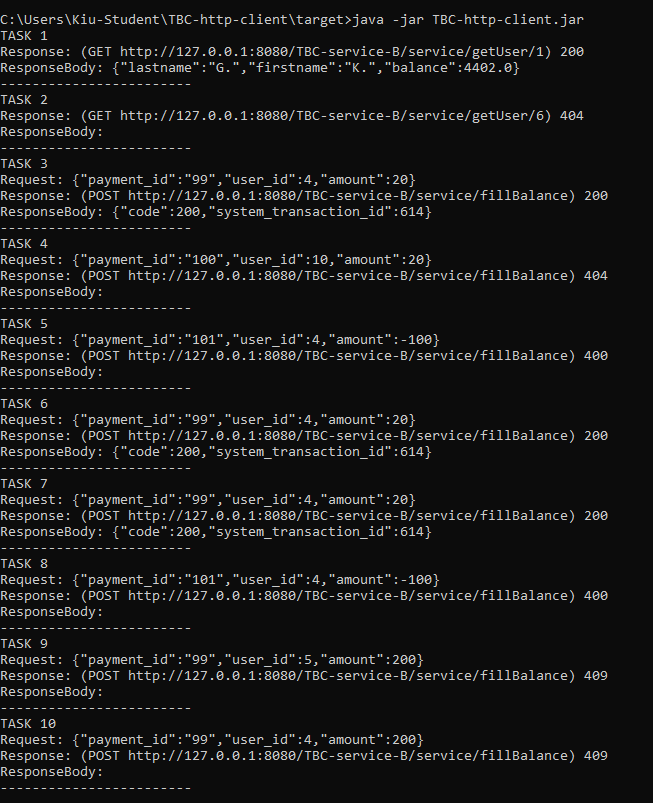 C:\Users\Kiu-Student\TBC-http-client\target>java -jar TBC-http-client.jar
TASK 1
Response: (GET http://127.0.0.1:8080/TBC-service-B/service/getUser/1) 200
ResponseBody: {"lastname":"G.","firstname":"K.","balance":4402.0}
------------------------
TASK 2
Response: (GET http://127.0.0.1:8080/TBC-service-B/service/getUser/6) 404
ResponseBody:
------------------------
TASK 3
Request: {"payment_id":"99","user_id":4,"amount":20}
Response: (POST http://127.0.0.1:8080/TBC-service-B/service/fillBalance) 200
ResponseBody: {"code":200,"system_transaction_id":614}
------------------------
TASK 4
Request: {"payment_id":"100","user_id":10,"amount":20}
Response: (POST http://127.0.0.1:8080/TBC-service-B/service/fillBalance) 404
ResponseBody:
------------------------
TASK 5
Request: {"payment_id":"101","user_id":4,"amount":-100}
Response: (POST http://127.0.0.1:8080/TBC-service-B/service/fillBalance) 400
ResponseBody:
------------------------
TASK 6
Request: {"payment_id":"99","user_id":4,"amount":20}
Response: (POST http://127.0.0.1:8080/TBC-service-B/service/fillBalance) 200
ResponseBody: {"code":200,"system_transaction_id":614}
------------------------
TASK 7
Request: {"payment_id":"99","user_id":4,"amount":20}
Response: (POST http://127.0.0.1:8080/TBC-service-B/service/fillBalance) 200
ResponseBody: {"code":200,"system_transaction_id":614}
------------------------
TASK 8
Request: {"payment_id":"101","user_id":4,"amount":-100}
Response: (POST http://127.0.0.1:8080/TBC-service-B/service/fillBalance) 400
ResponseBody:
------------------------
TASK 9
Request: {"payment_id":"99","user_id":5,"amount":200}
Response: (POST http://127.0.0.1:8080/TBC-service-B/service/fillBalance) 409
ResponseBody:
------------------------
TASK 10
Request: {"payment_id":"99","user_id":4,"amount":200}
Response: (POST http://127.0.0.1:8080/TBC-service-B/service/fillBalance) 409
ResponseBody:
------------------------